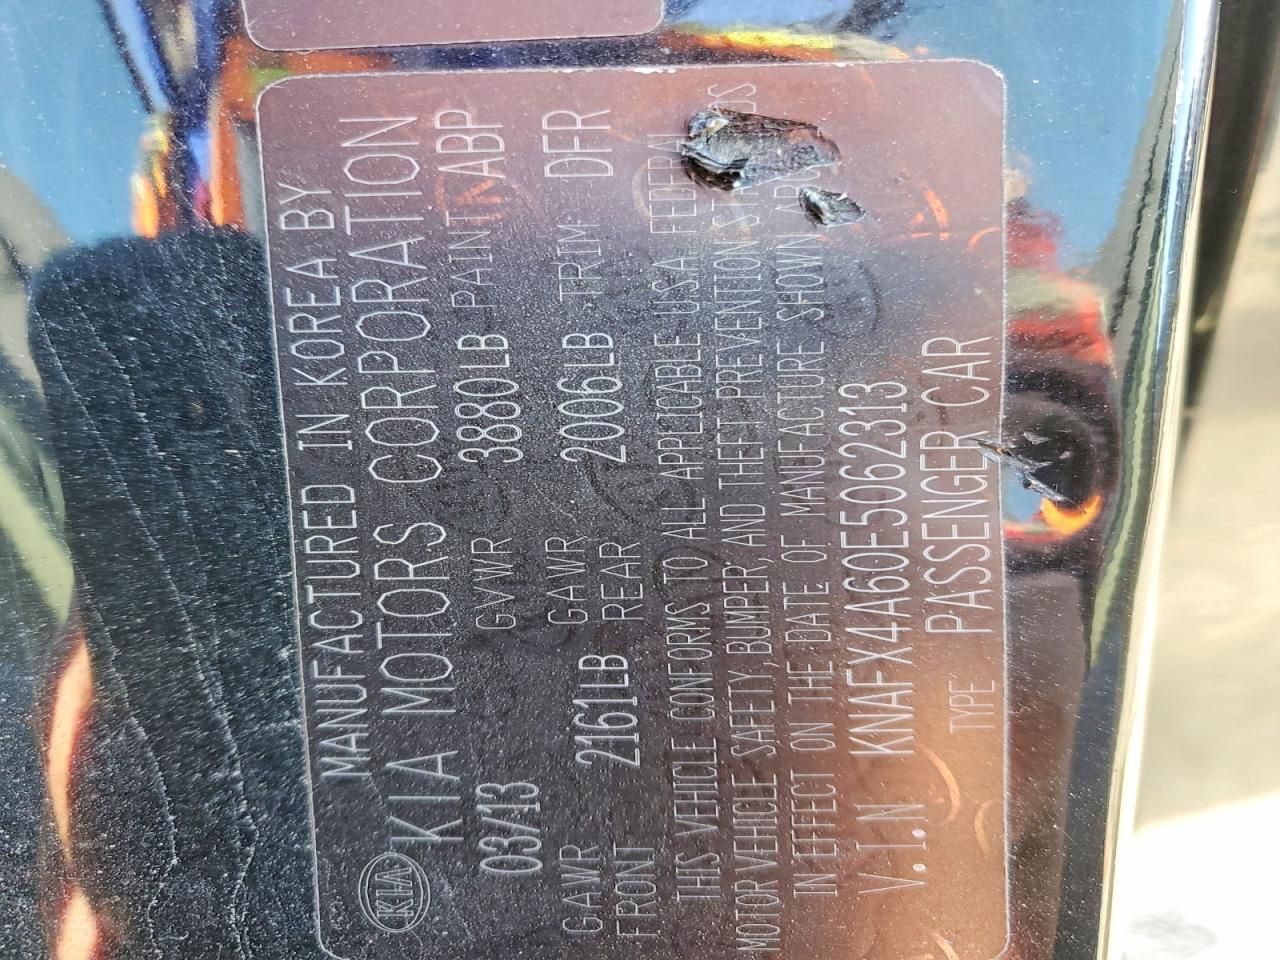 MANUFACTURED IN KOREA BY
KIA KIA MOTORS CORPORATION
03/13 GVWR 3880LB PAINT ABP
GAWR FRONT 2161LB GAWR REAR 2006LB TRIM DFR
THIS VEHICLE CONFORMS TO ALL APPLICABLE USA FEDERAL
MOTOR VEHICLE SAFETY, BUMPER, AND THEFT PREVENTION
IN EFFECT ON THE DATE OF MANUFACTURE SHOWN
V.I.N KNAFX4A60E5062313
TYPE PASSENGER CAR